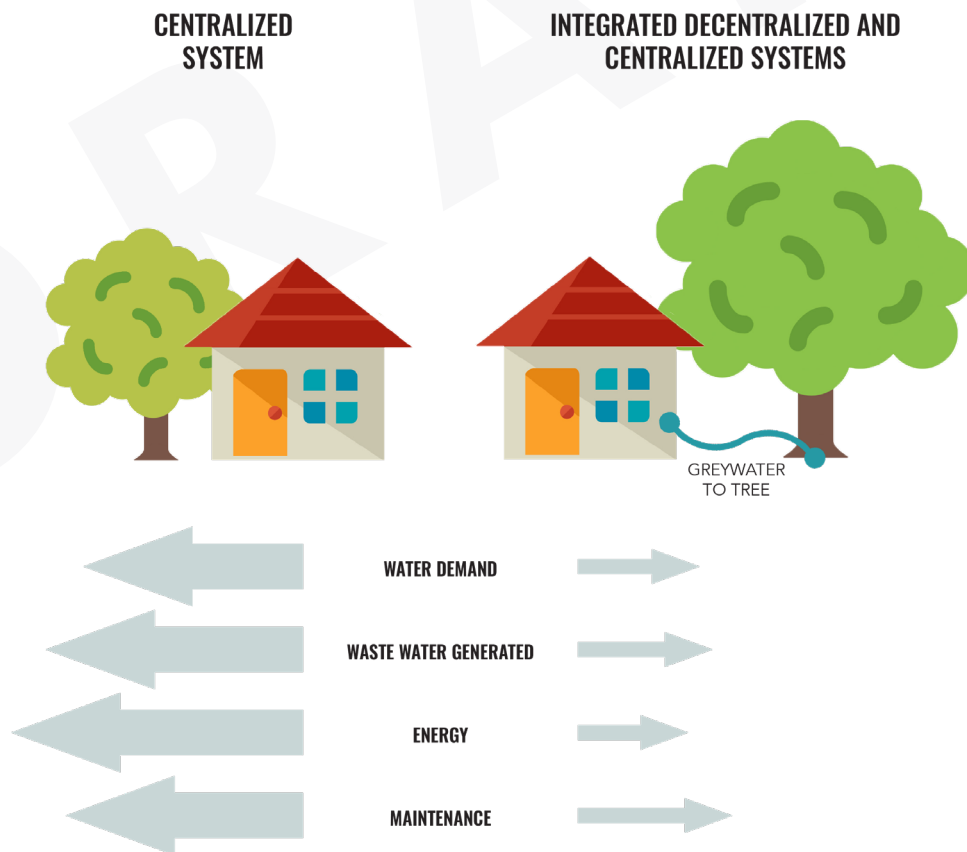 CENTRALIZED
SYSTEM
INTEGRATED DECENTRALIZED AND
CENTRALIZED SYSTEMS
GREYWATER
TO TREE
WATER DEMAND
WASTE WATER GENERATED
ENERGY
MAINTENANCE